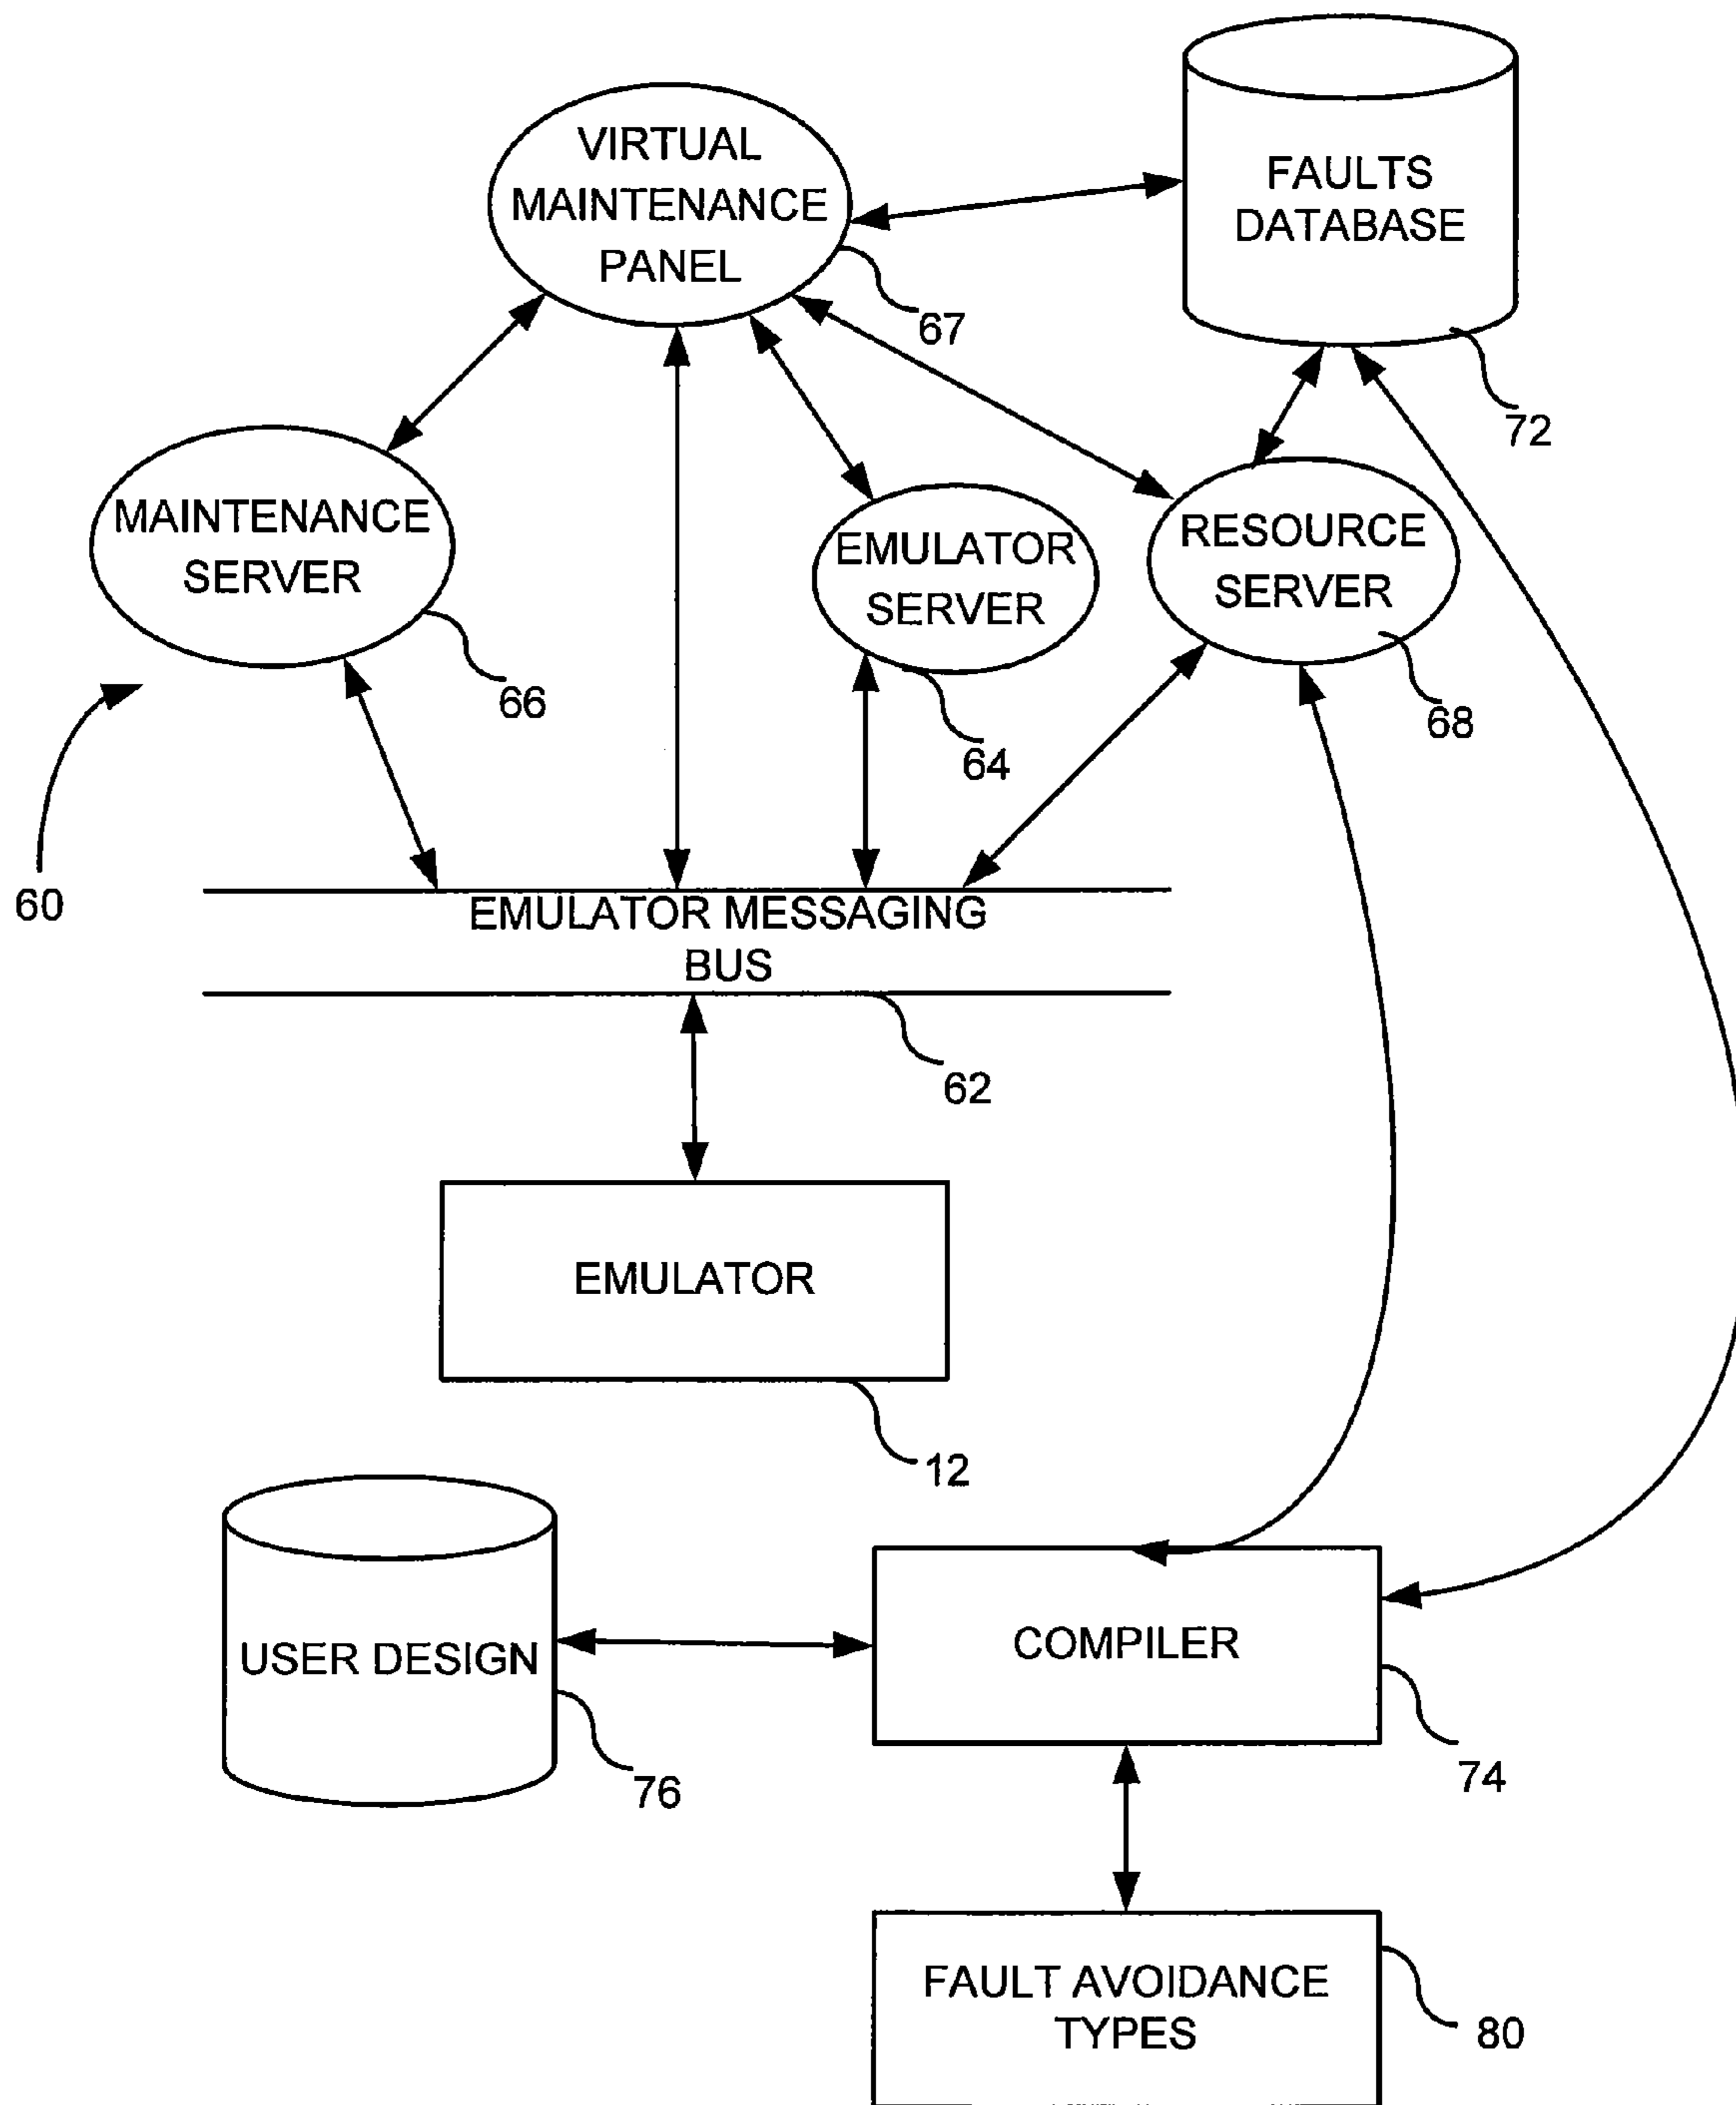 VIRTUAL
MAINTENANCE
PANEL
67
FAULTS
DATABASE
72
MAINTENANCE
SERVER
66
EMULATOR
SERVER
64
RESOURCE
SERVER
68
60
EMULATOR MESSAGING
BUS
62
EMULATOR
12
USER DESIGN
76
COMPILER
74
FAULT AVOIDANCE
TYPES
80